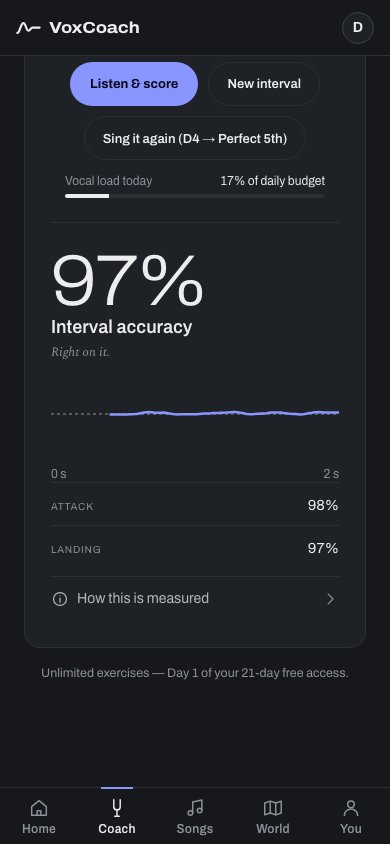 VoxCoach
D
Listen & score
New interval
Sing it again (D4 → Perfect 5th)
Vocal load today
17% of daily budget
97%
Interval accuracy
Right on it.
0 s
2 s
ATTACK
98%
LANDING
97%
How this is measured
Unlimited exercises — Day 1 of your 21-day free access.
Home
Coach
Songs
World
You